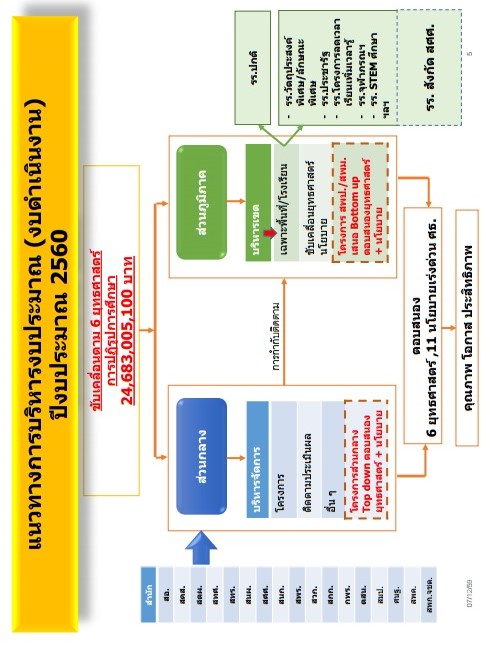 แนวทางการบริหารงบประมาณ (งบดำเนินงาน)
ปีงบประมาณ 2560
ขับเคลื่อนตาม 6 ยุทธศาสตร์
การปฏิรูปการศึกษา
24,683,005,100 บาท
สำนัก
สอ.
สคส.
สตผ.
สทศ.
สพร.
สนผ.
สศศ.
สนก.
สพร.
สวก.
สกก.
กพร.
ตสน.
สมป.
ศนฐ.
สพด.
สพก.จชต.
ส่วนกลาง
บริหารจัดการ
โครงการ
ติดตามประเมินผล
อื่น ๆ
โครงการส่วนกลาง
Top down ตอบสนอง
ยุทธศาสตร์ + นโยบาย
การกำกับติดตาม
ส่วนภูมิภาค
บริหารเขต
เฉพาะพื้นที่/โรงเรียน
ขับเคลื่อนยุทธศาสตร์
นโยบาย
โครงการ สพป./สพม.
เสนอ Bottom up
ตอบสนองยุทธศาสตร์
+ นโยบาย
รร.ปกติ
- รร.วัตถุประสงค์
พิเศษ/ลักษณะ
พิเศษ
- รร.ประชารัฐ
- รร.โครงการลดเวลา
เรียนเพิ่มเวลารู้
- รร.จุฬาภรณฯ
- รร. STEM ศึกษา
ฯลฯ
รร. สังกัด สศศ.
ตอบสนอง
6 ยุทธศาสตร์ ,11 นโยบายเร่งด่วน ศธ.
คุณภาพ โอกาส ประสิทธิภาพ
07/12/59
5